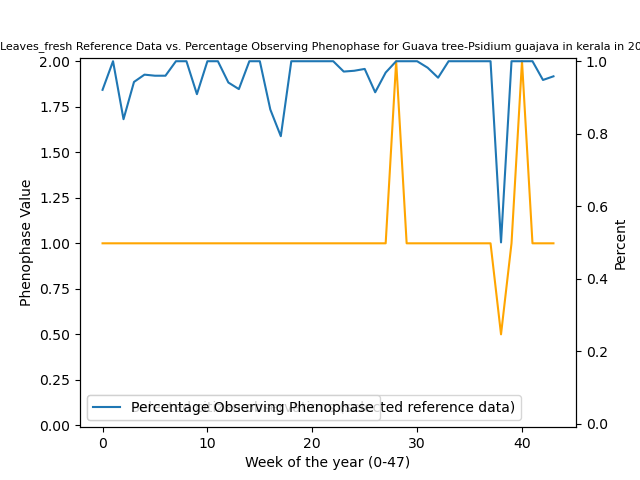 Leaves_fresh Reference Data vs. Percentage Observing Phenophase for Guava tree-Psidium guajava in kerala in 20
2.00
1.75
1.50
1.25
1.00
0.75
0.50
0.25
0.00
Phenophase Value
1.0
0.8
0.6
0.4
0.2
0.0
Percent
Percentage Observing Phenophase ted reference data)
0 10 20 30 40
Week of the year (0-47)